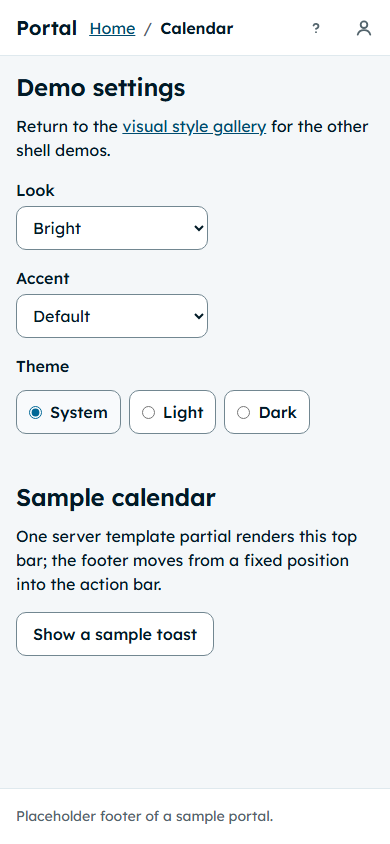 Portal Home / Calendar ?
Demo settings
Return to the visual style gallery for the other
shell demos.
Look
Bright
Accent
Default
Theme
System Light Dark
Sample calendar
One server template partial renders this top
bar; the footer moves from a fixed position
into the action bar.
Show a sample toast
Placeholder footer of a sample portal.